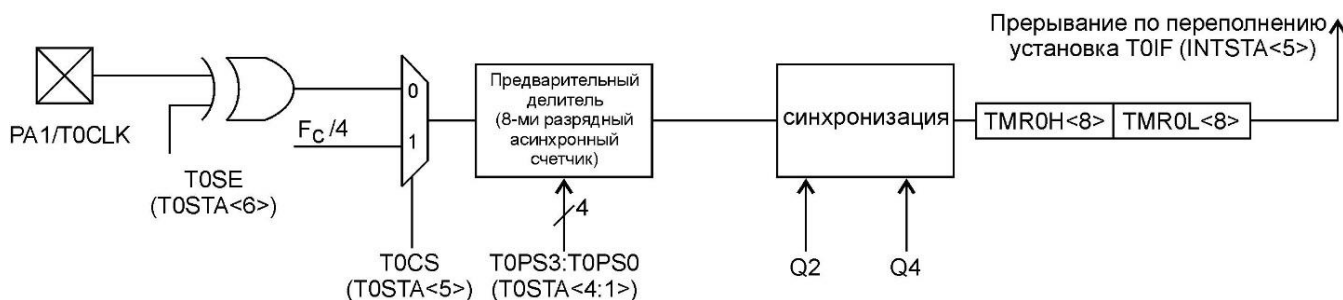 Прерывание по переполнению
установка T0IF (INTSTA<5>)
PA1/T0CLK
T0SE
(T0STA<6>)
F_C/4
0
1
T0CS
(T0STA<5>)
Предварительный
делитель
(8-ми разрядный
асинхронный
счетчик)
4
T0PS3:T0PS0
(T0STA<4:1>)
синхронизация
Q2
Q4
TMR0H<8>
TMR0L<8>